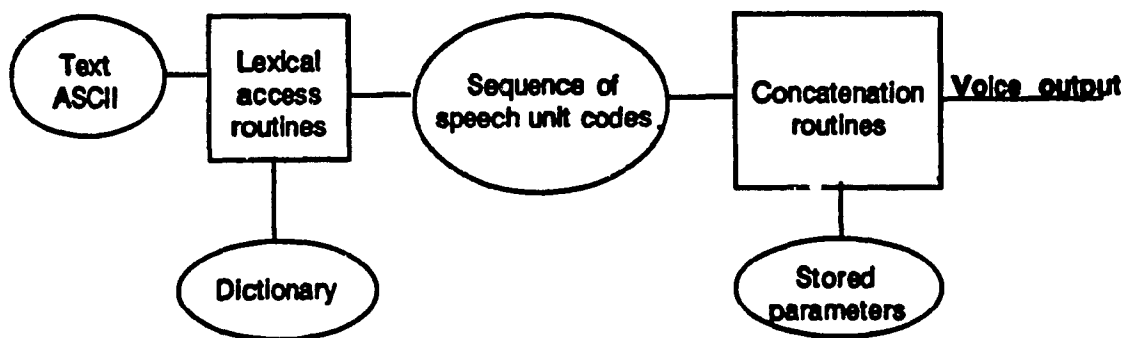 Text
ASCII
Lexical
access
routines
Sequence of
speech unit codes
Concatenation
routines
Voice output
Dictionary
Stored
parameters